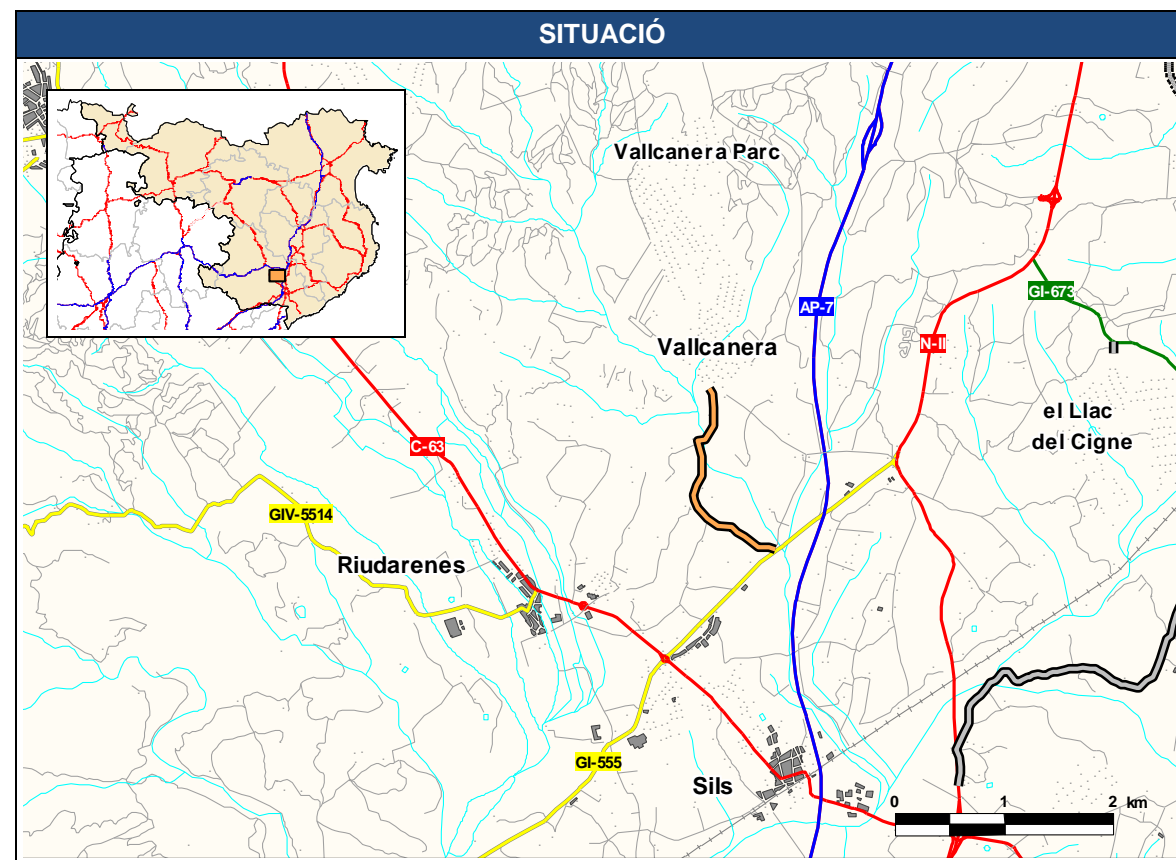 SITUACIÓ
Vallcanera Parc
GI-673
AP-7
N-II
Vallcanera
el Llac
del Cigne
C-63
GIV-5514
Riudarenes
GI-555
Sils
0 1 2 km